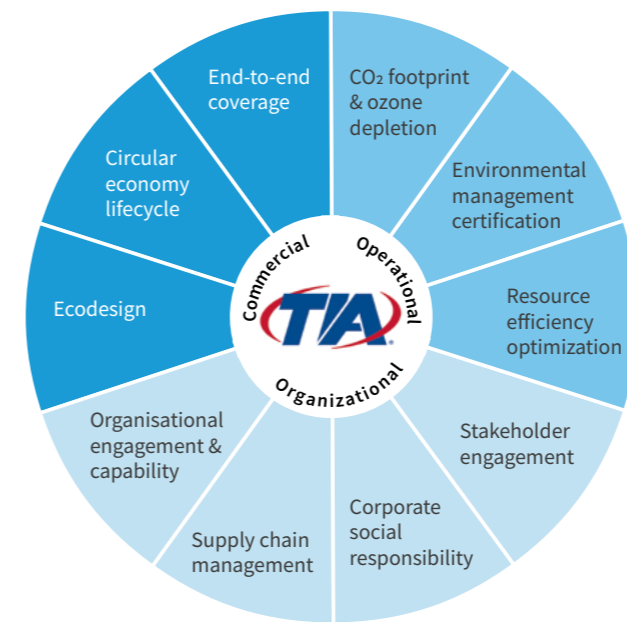 End-to-end
coverage
CO₂ footprint
& ozone
depletion
Environmental
management
certification
Resource
efficiency
optimization
Stakeholder
engagement
Corporate
social
responsibility
Supply chain
management
Organisational
engagement &
capability
Ecodesign
Circular
economy
lifecycle
Commercial
Operational
Organizational
TIA®